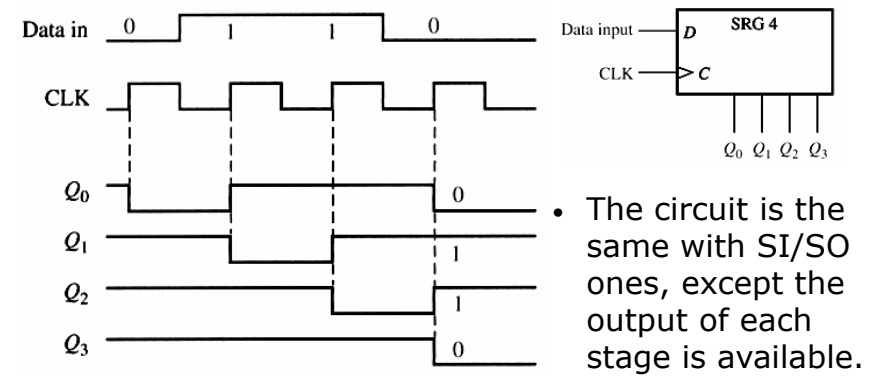 Data in 0 1 1 0
CLK
Q0 0
Q1 1
Q2 1
Q3 0
Data input D SRG 4
CLK C
Q0 Q1 Q2 Q3
• The circuit is the
same with SI/SO
ones, except the
output of each
stage is available.